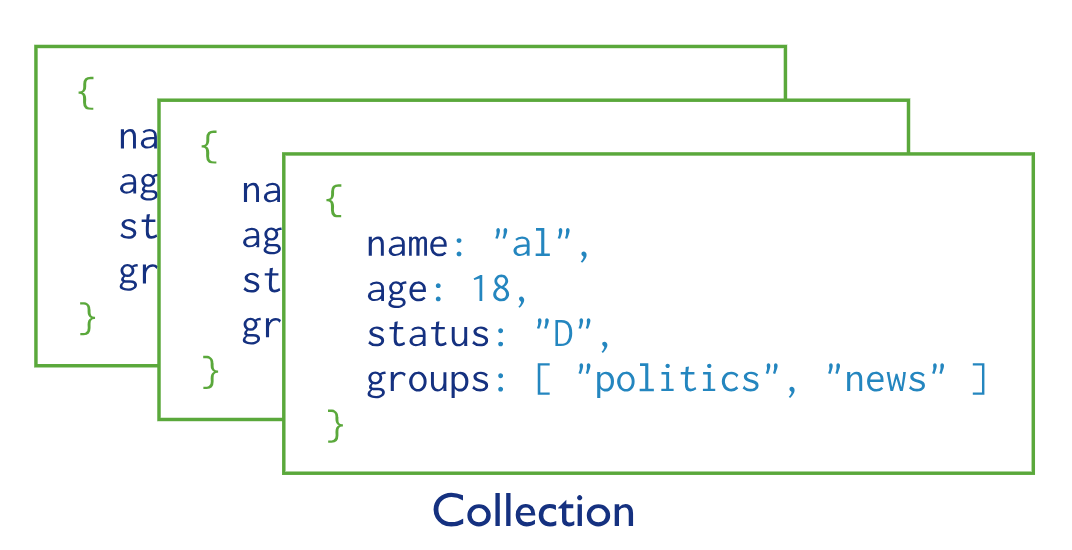 {
na
ag
st
gr
}
{
na
ag
st
gr
}
{
name: "al",
age: 18,
status: "D",
groups: [ "politics", "news" ]
}
Collection